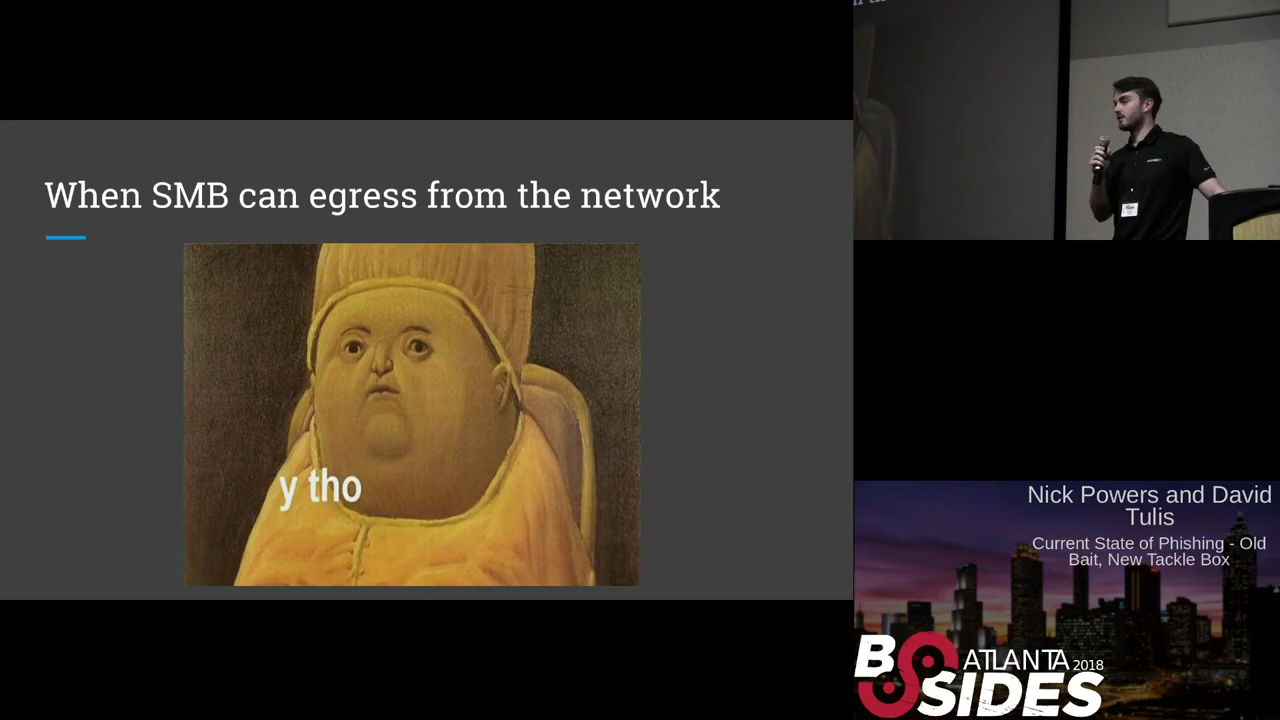 When SMB can egress from the network
y tho
Nick Powers and David
Tulis
Current State of Phishing - Old
Bait, New Tackle Box
BSIDES
ATLANTA 2018